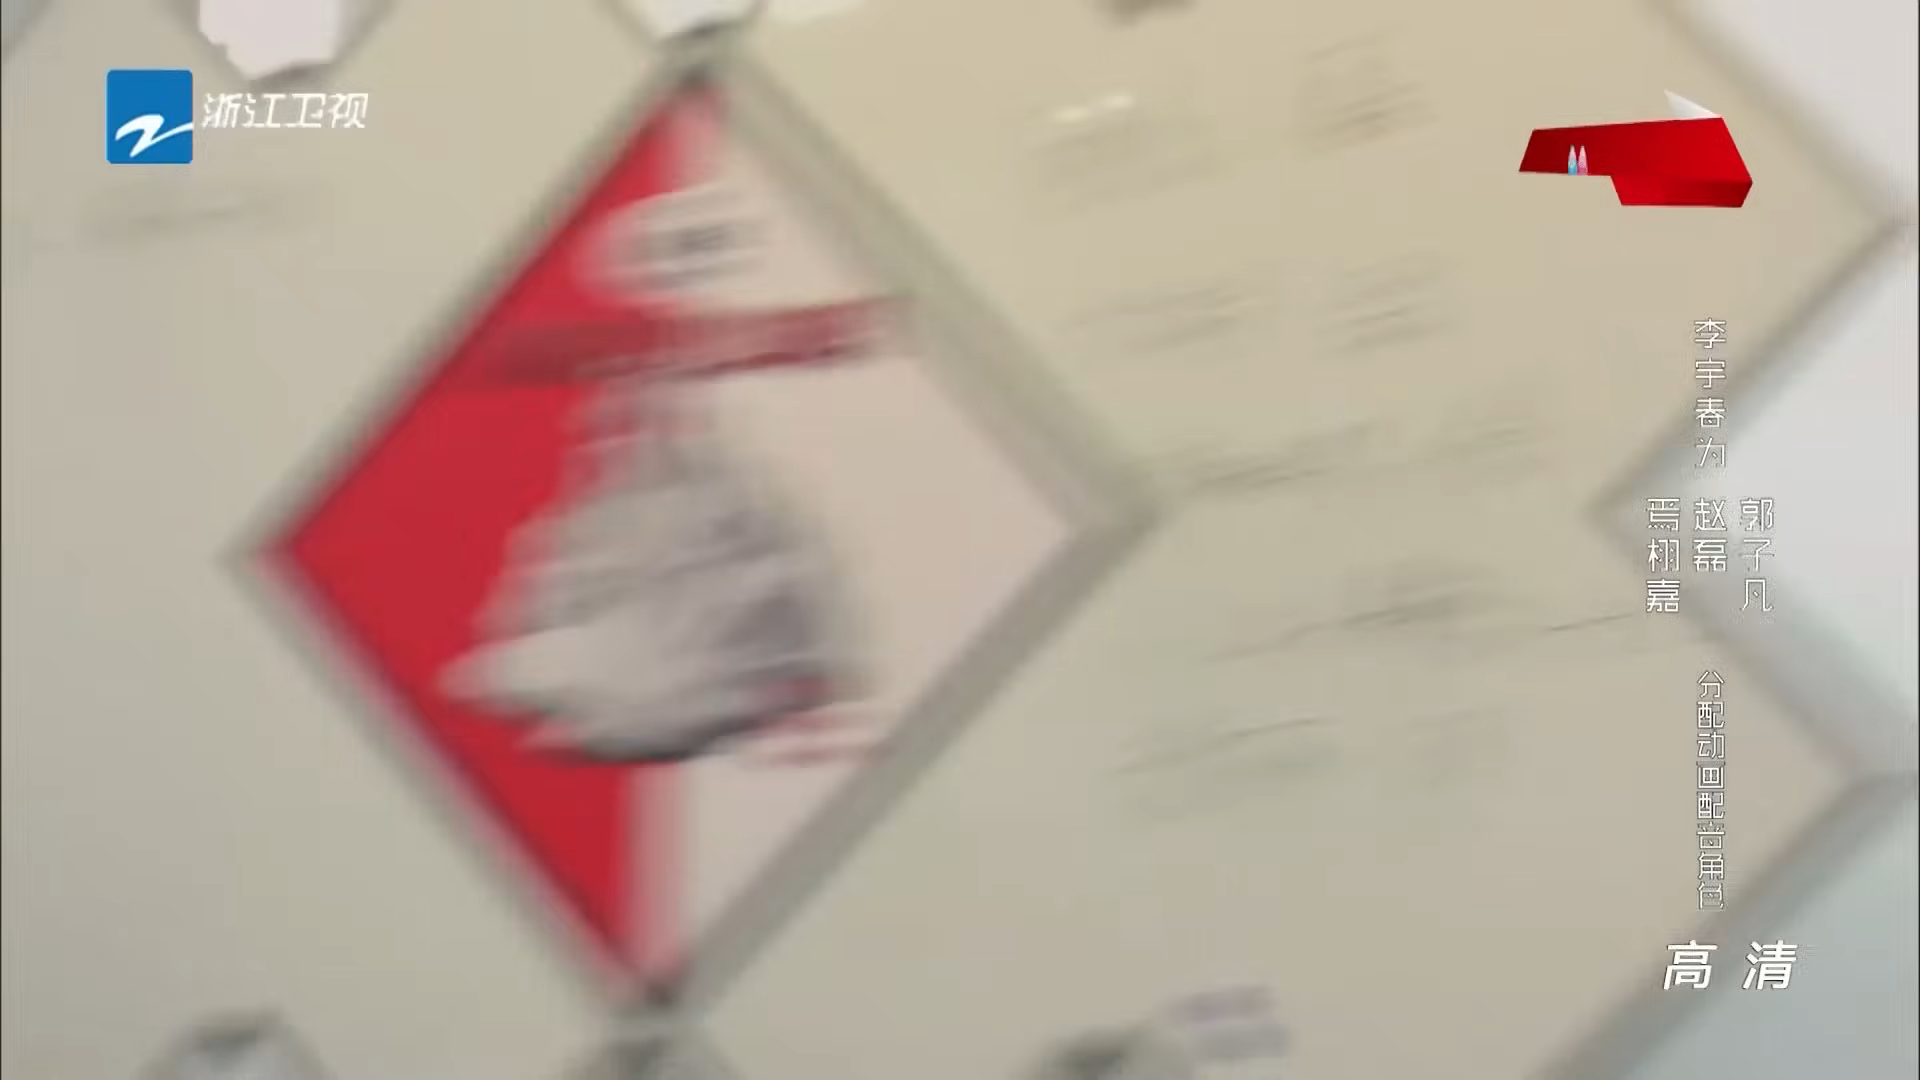 浙江卫视
李宇春为
郭子凡
赵磊
焉栩嘉
分配动画配音角色
高清